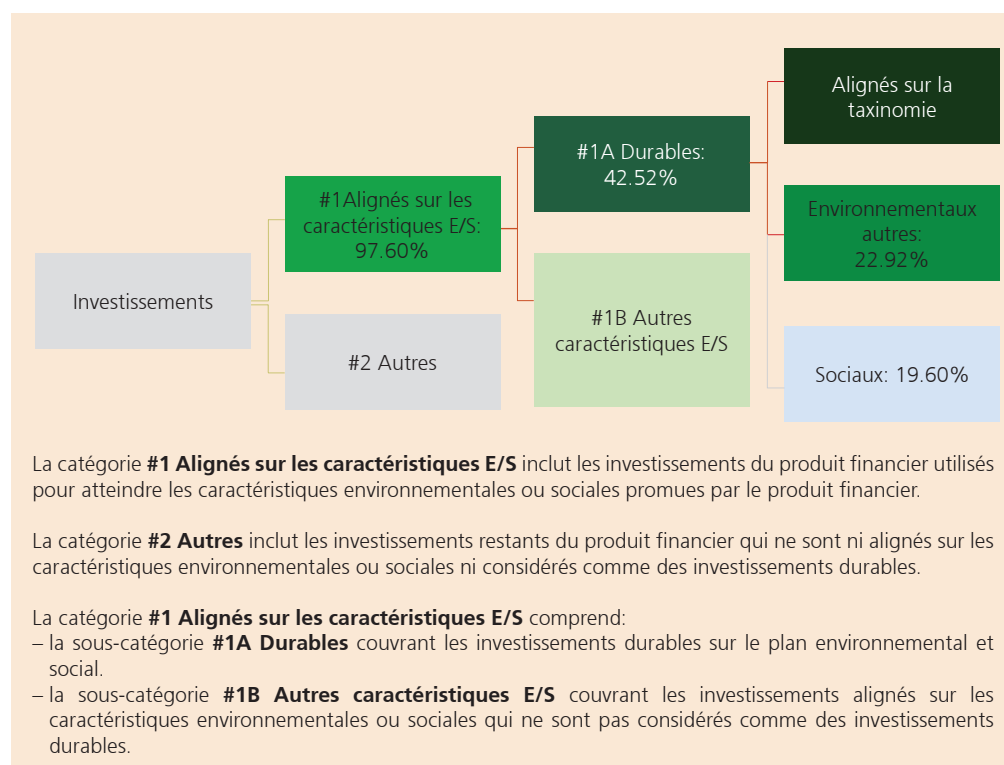 Investissements
#1Alignés sur les
caractéristiques E/S:
97.60%
#2 Autres
#1A Durables:
42.52%
#1B Autres
caractéristiques E/S
Alignés sur la
taxinomie
Environnementaux
autres:
22.92%
Sociaux: 19.60%
La catégorie #1 Alignés sur les caractéristiques E/S inclut les investissements du produit financier utilisés
pour atteindre les caractéristiques environnementales ou sociales promues par le produit financier.
La catégorie #2 Autres inclut les investissements restants du produit financier qui ne sont ni alignés sur les
caractéristiques environnementales ou sociales ni considérés comme des investissements durables.
La catégorie #1 Alignés sur les caractéristiques E/S comprend:
– la sous-catégorie #1A Durables couvrant les investissements durables sur le plan environnemental et
social.
– la sous-catégorie #1B Autres caractéristiques E/S couvrant les investissements alignés sur les
caractéristiques environnementales ou sociales qui ne sont pas considérés comme des investissements
durables.